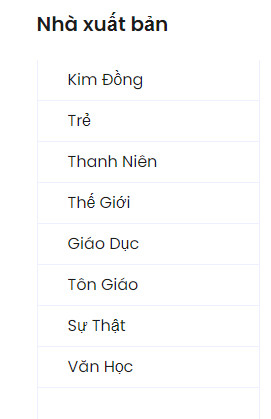 Nhà xuất bản
Kim Đồng
Trẻ
Thanh Niên
Thế Giới
Giáo Dục
Tôn Giáo
Sự Thật
Văn Học